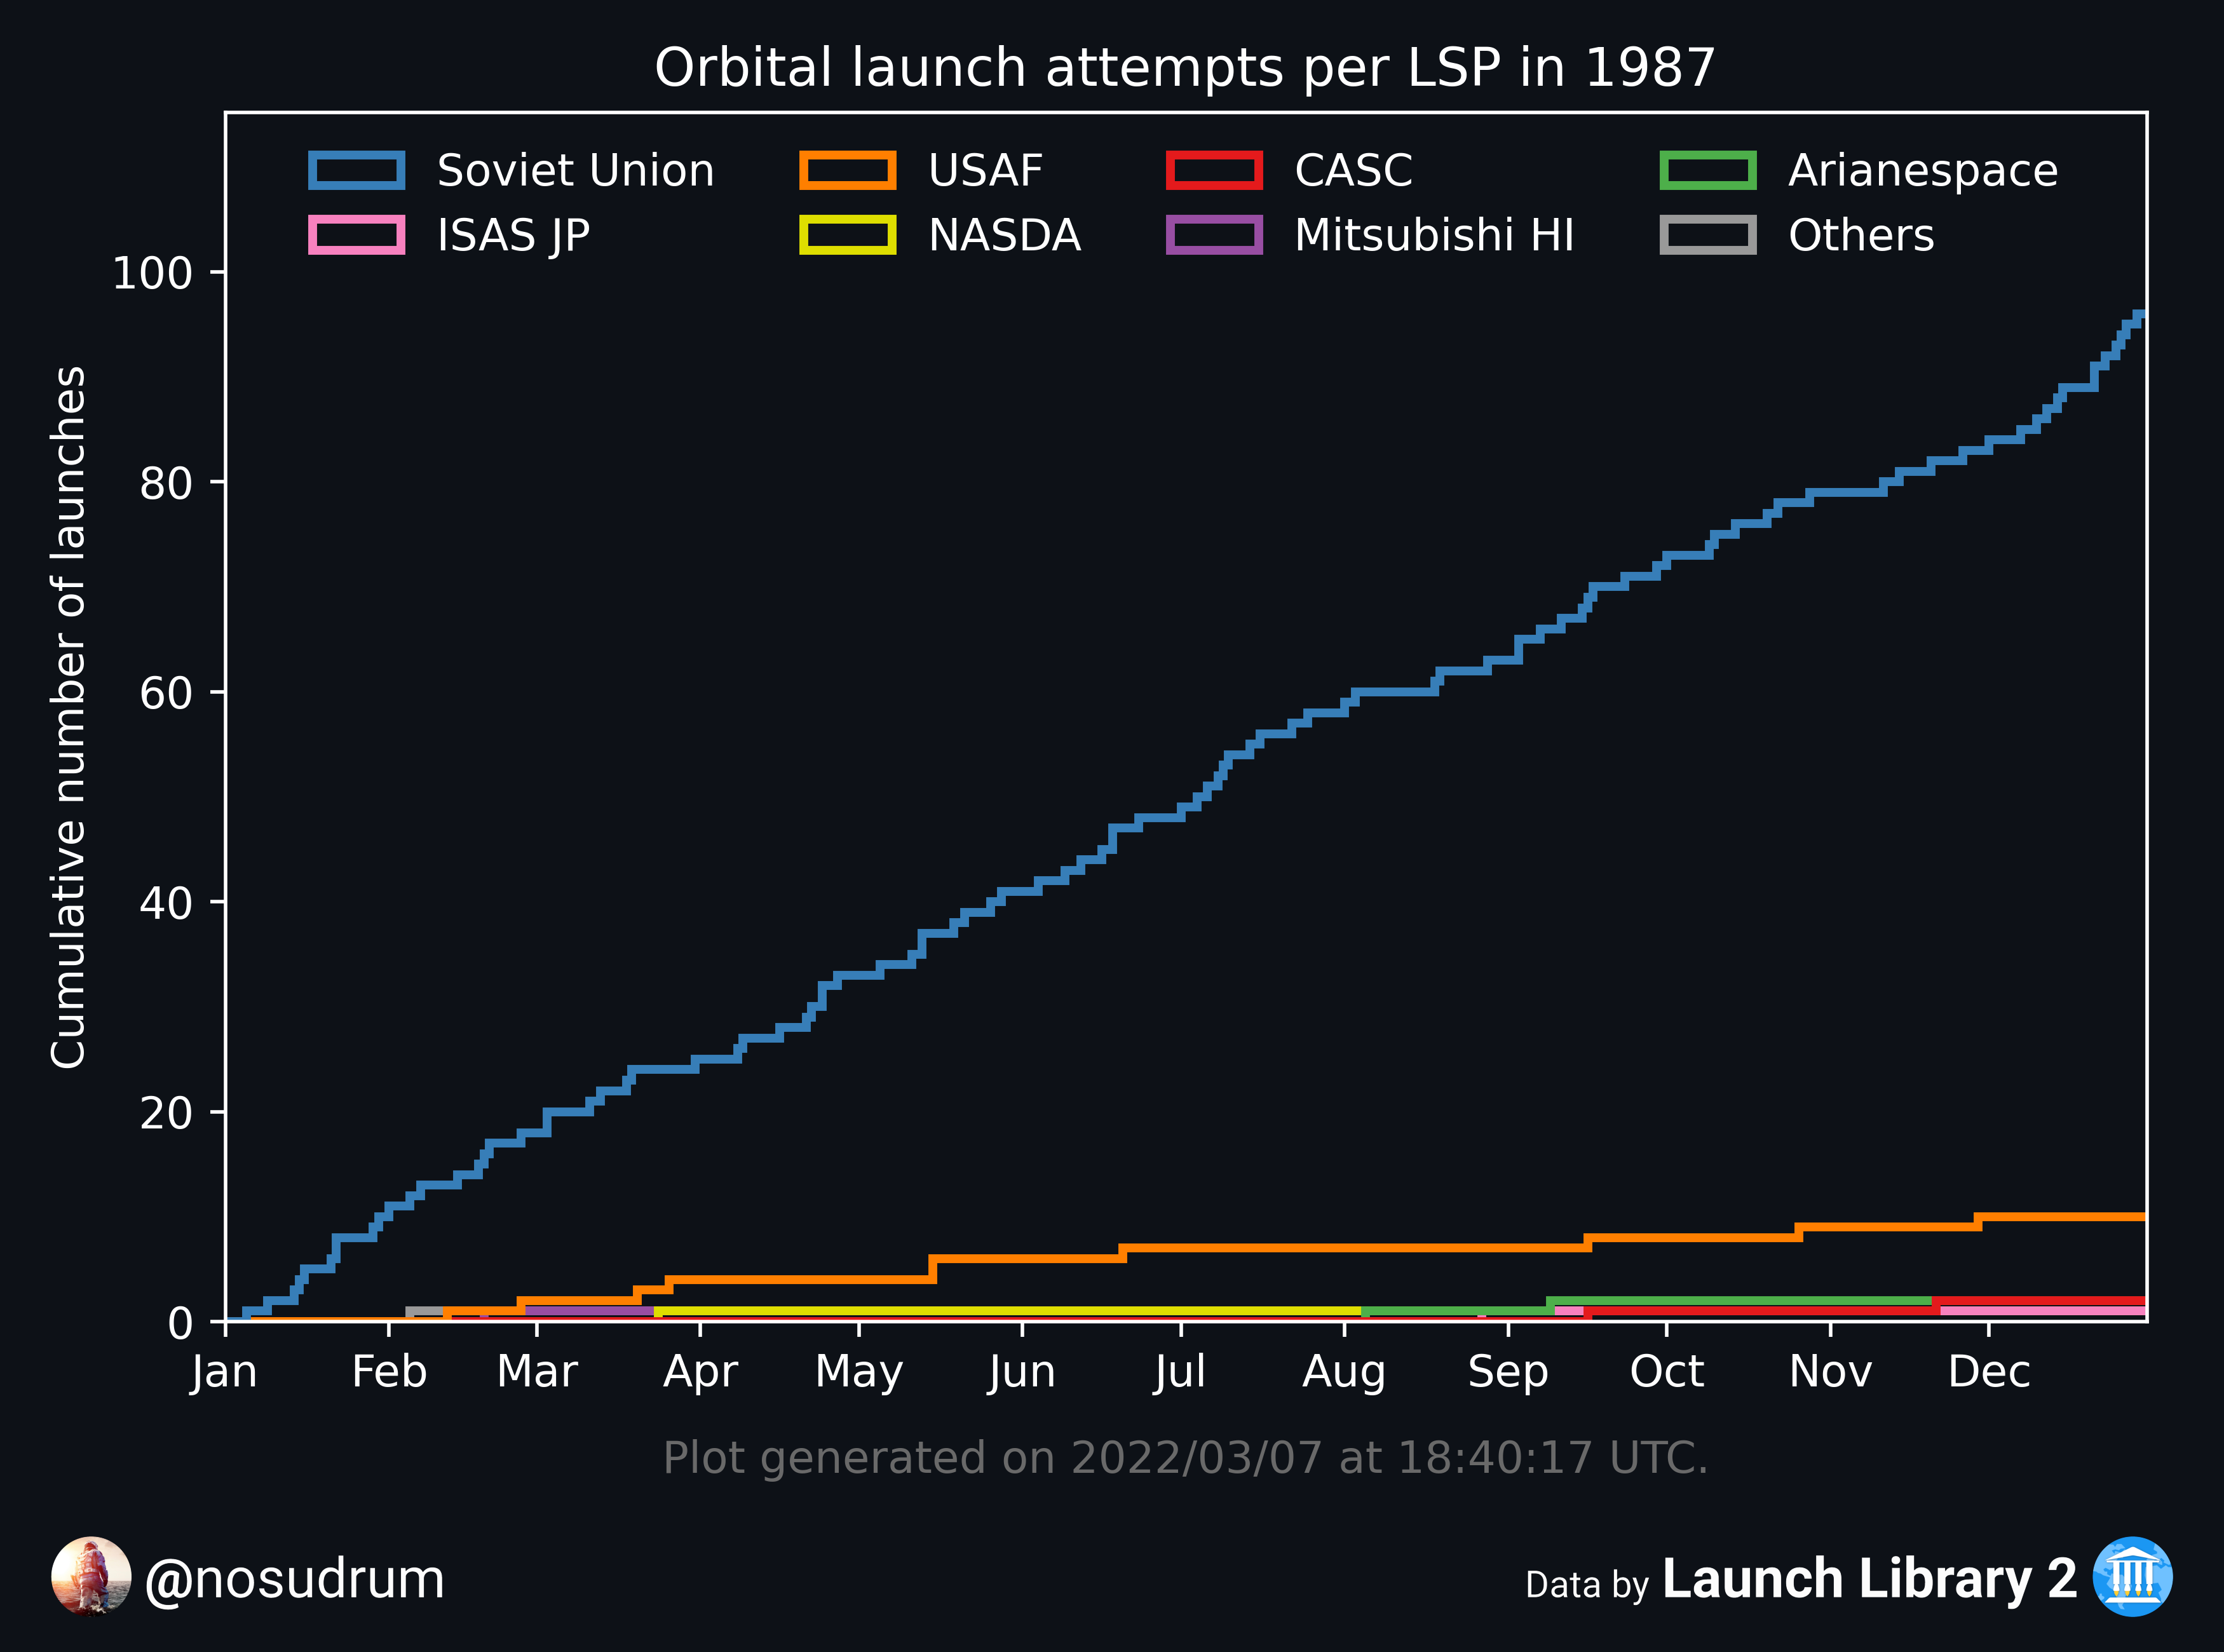 Orbital launch attempts per LSP in 1987
Soviet Union USAF CASC Arianespace
ISAS JP NASDA Mitsubishi HI Others
Cumulative number of launches
100
80
60
40
20
0
Jan Feb Mar Apr May Jun Jul Aug Sep Oct Nov Dec
Plot generated on 2022/03/07 at 18:40:17 UTC.
@nosudrum
Data by Launch Library 2